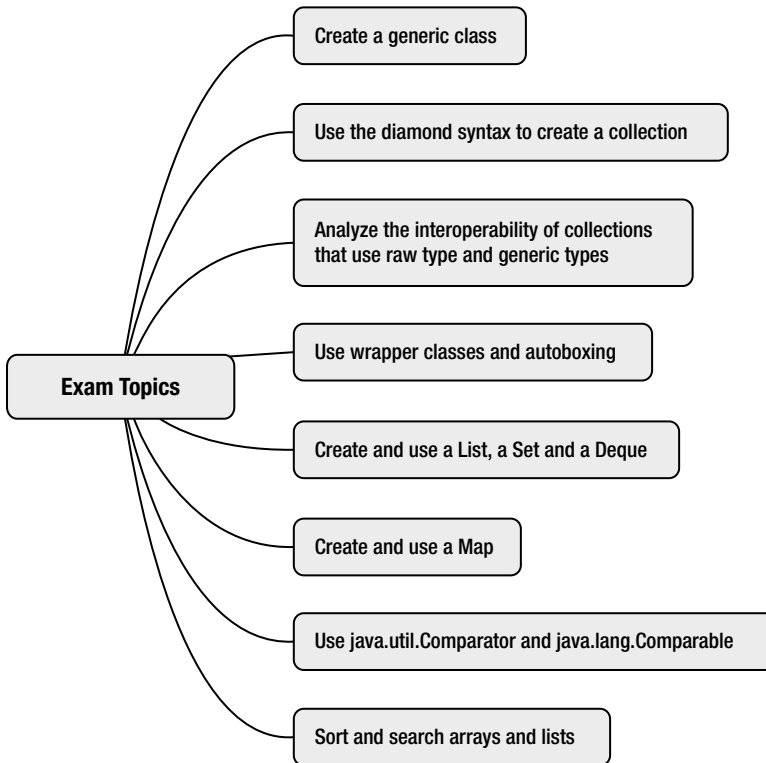 Create a generic class
Use the diamond syntax to create a collection
Analyze the interoperability of collections
that use raw type and generic types
Use wrapper classes and autoboxing
Exam Topics
Create and use a List, a Set and a Deque
Create and use a Map
Use java.util.Comparator and java.lang.Comparable
Sort and search arrays and lists